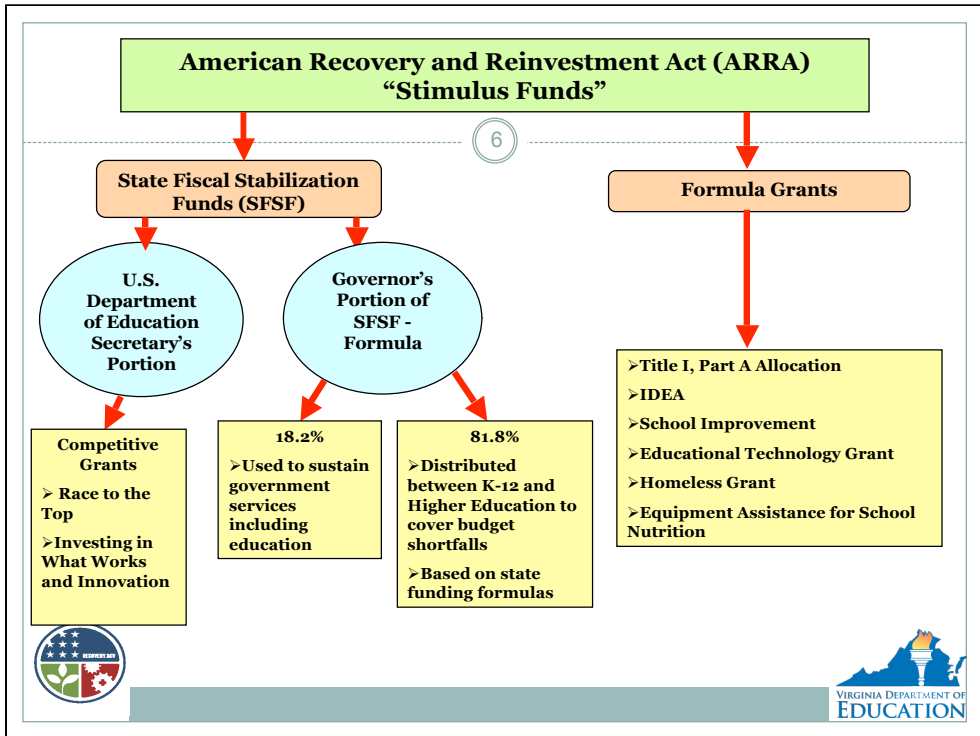 American Recovery and Reinvestment Act (ARRA)
“Stimulus Funds”
6
State Fiscal Stabilization
Funds (SFSF)
Formula Grants
U.S.
Department
of Education
Secretary’s
Portion
Governor’s
Portion of
SFSF -
Formula
Competitive
Grants
➢ Race to the
Top
➢Investing in
What Works
and Innovation
18.2%
➢Used to sustain
government
services
including
education
81.8%
➢Distributed
between K-12 and
Higher Education to
cover budget
shortfalls
➢Based on state
funding formulas
➢Title I, Part A Allocation
➢IDEA
➢School Improvement
➢Educational Technology Grant
➢Homeless Grant
➢Equipment Assistance for School
Nutrition
RECOVERY.GOV
VIRGINIA DEPARTMENT OF
EDUCATION